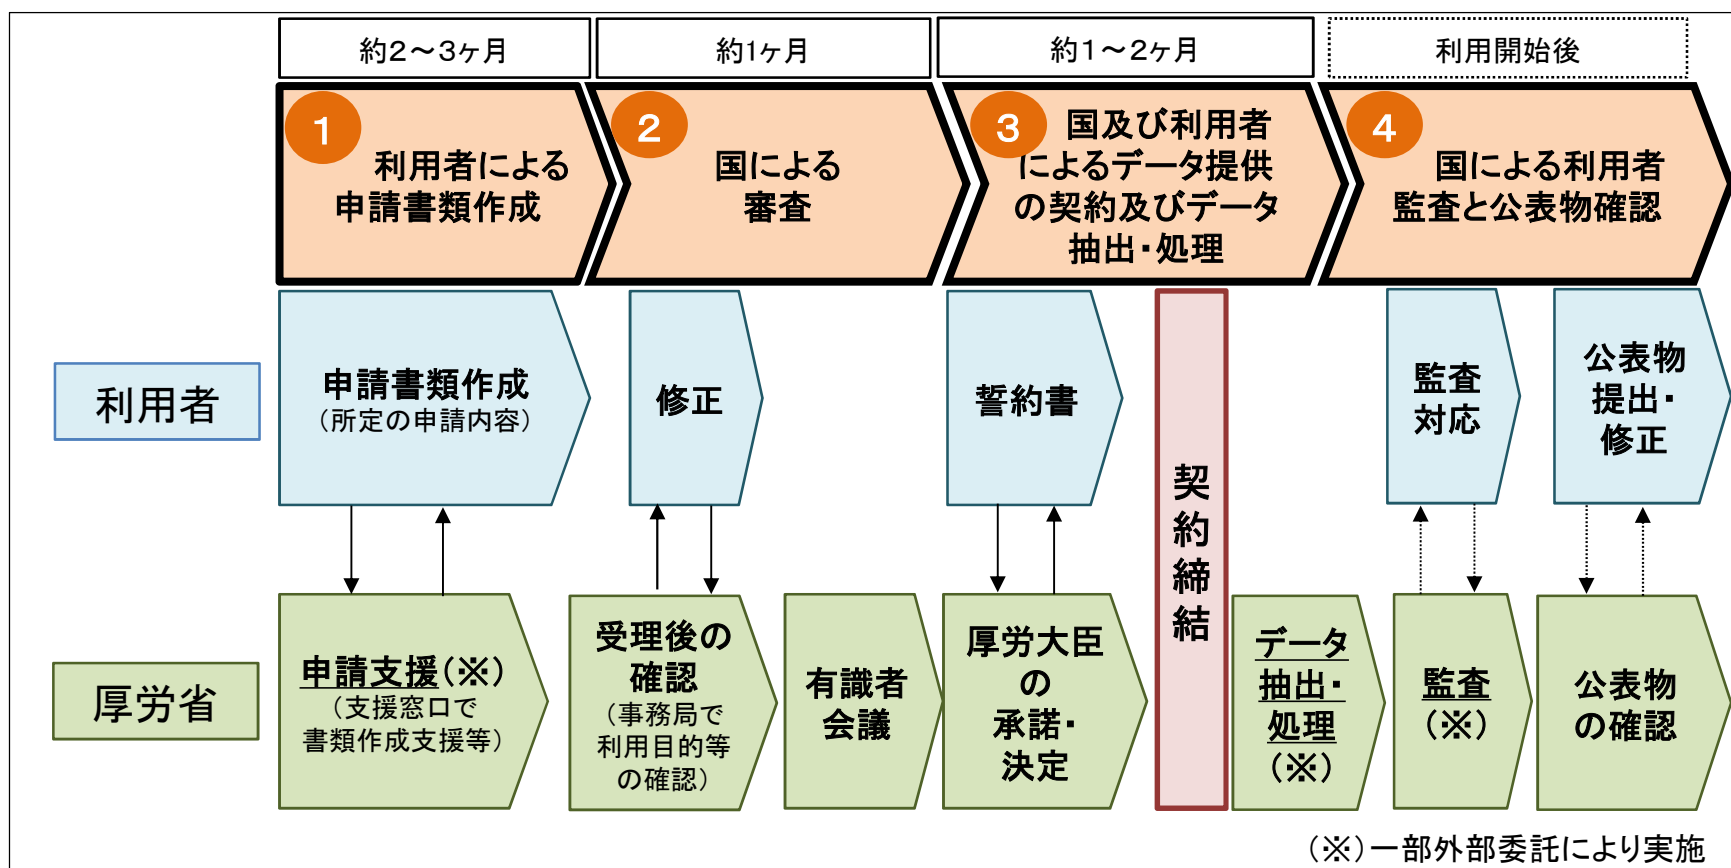 約2～3ヶ月
約1ヶ月
約1～2ヶ月
利用開始後
1
利用者による
申請書類作成
2
国による
審査
3
国及び利用者
によるデータ提供
の契約及びデータ
抽出・処理
4
国による利用者
監査と公表物確認
利用者
申請書類作成
（所定の申請内容）
修正
誓約書
契約締結
監査
対応
公表物
提出・
修正
厚労省
申請支援（※）
（支援窓口で
書類作成支援等）
受理後の
確認
（事務局で
利用目的等
の確認）
有識者
会議
厚労大臣
の
承諾・
決定
データ
抽出・
処理
（※）
監査
（※）
公表物
の確認
（※）一部外部委託により実施